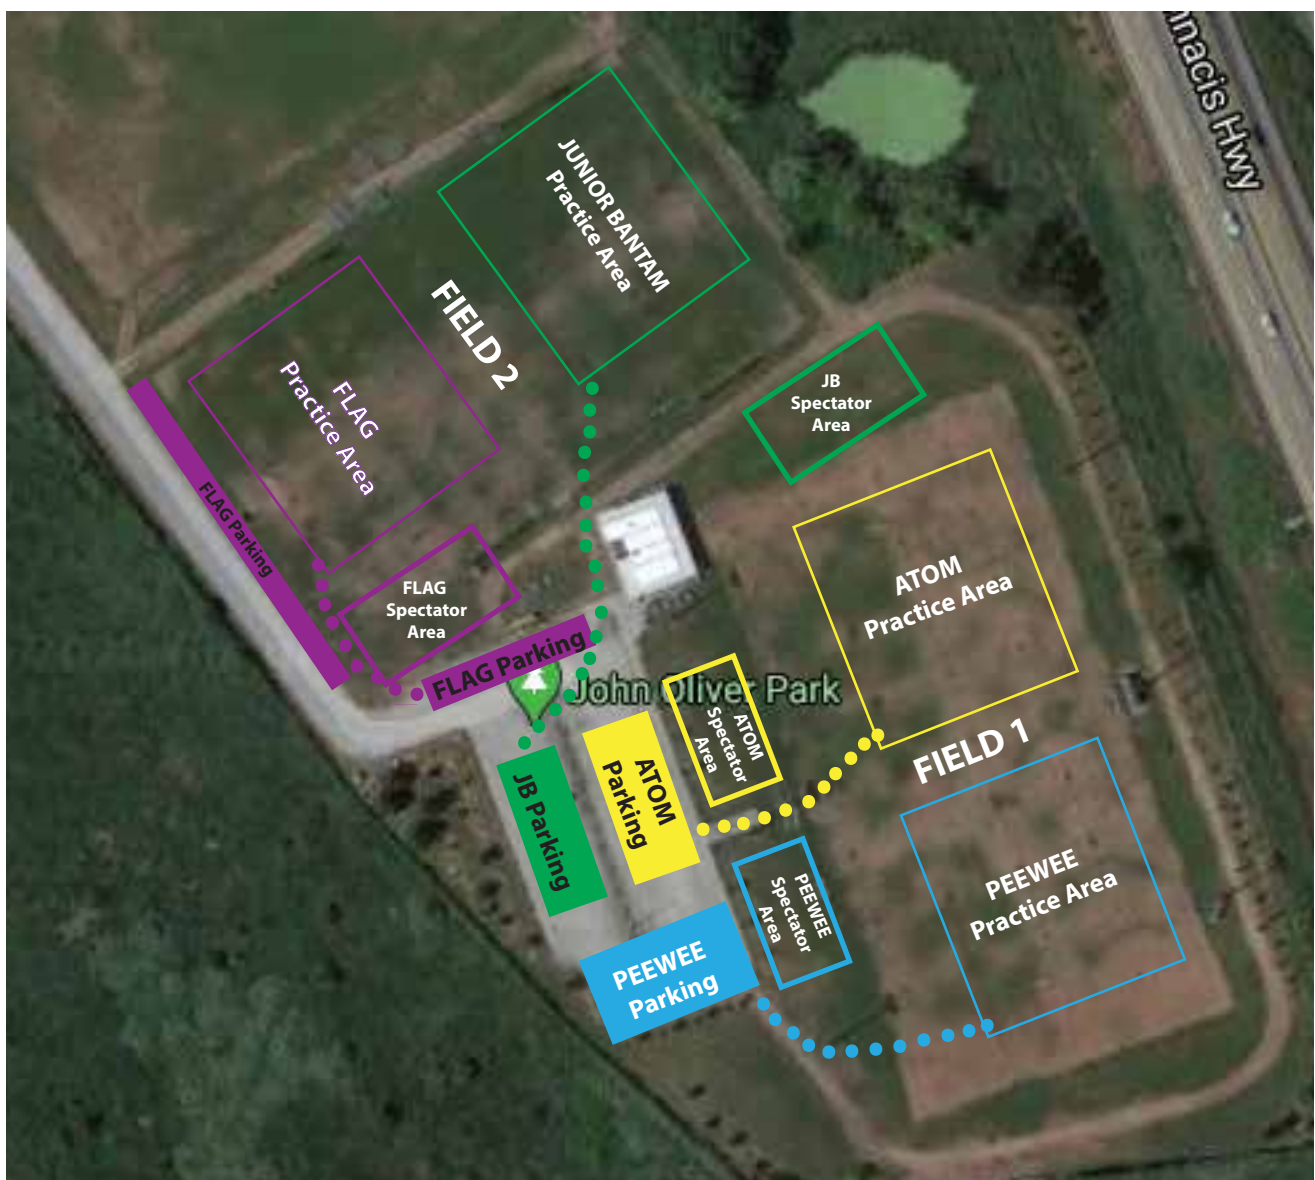 nnacis Hwy
JUNIOR BANTAM
Practice Area
FIELD 2
FLAG
Practice Area
JB
Spectator
Area
FLAG Parking
ATOM
Practice Area
FLAG
Spectator
Area
FLAG Parking
John Oliver Park
ATOM
Spectator
Area
FIELD 1
ATOM
Parking
JB Parking
PEEWEE
Practice Area
PEEWEE
Spectator
Area
PEEWEE
Parking